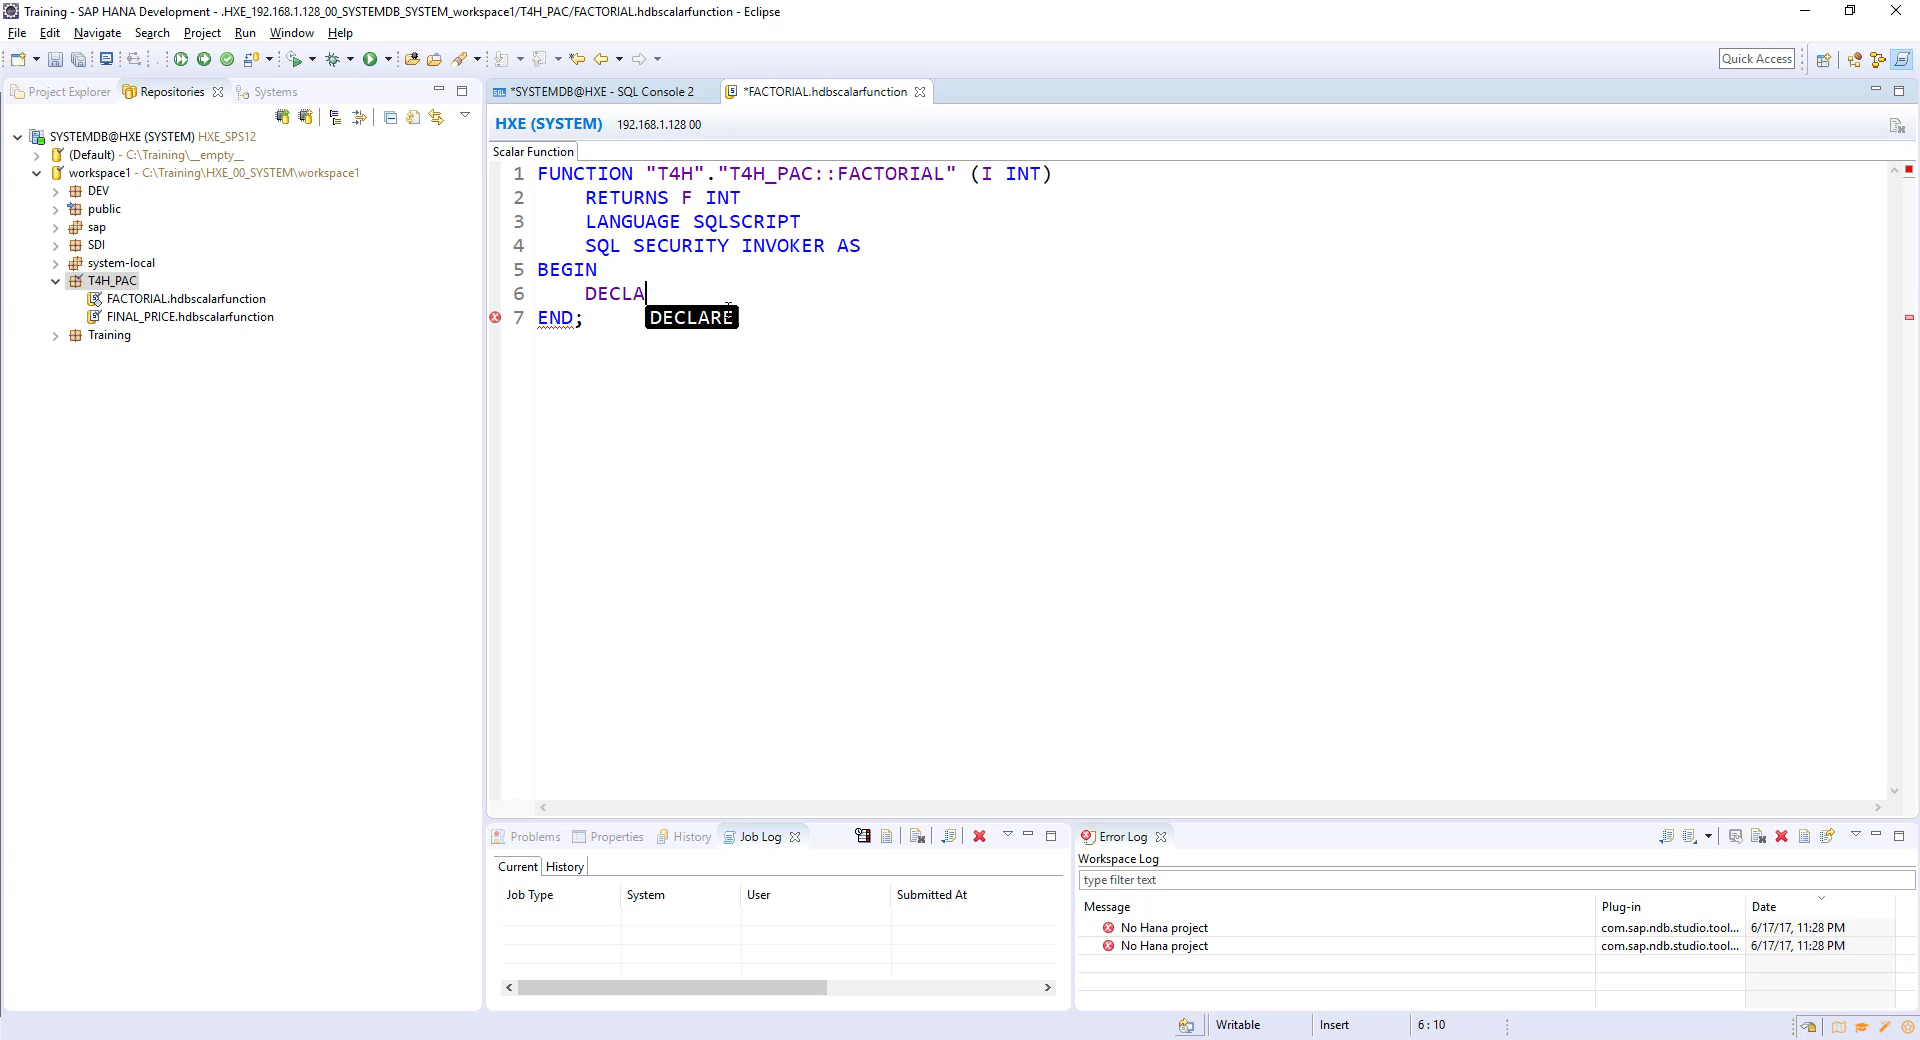 Training - SAP HANA Development - .HXE_192.168.1.128_00_SYSTEMDB_SYSTEM_workspace1/T4H_PAC/FACTORIAL.hdbscalarfunction - Eclipse
File Edit Navigate Search Project Run Window Help
Quick Access
Project Explorer Repositories Systems
*SYSTEMDB@HXE - SQL Console 2 *FACTORIAL.hdbscalarfunction
SYSTEMDB@HXE (SYSTEM) HXE_SPS12
(Default) - C:\Training\__empty__
workspace1 - C:\Training\HXE_00_SYSTEM\workspace1
DEV
public
sap
SDI
system-local
T4H_PAC
FACTORIAL.hdbscalarfunction
FINAL_PRICE.hdbscalarfunction
Training
HXE (SYSTEM) 192.168.1.128 00
Scalar Function
1 FUNCTION "T4H"."T4H_PAC::FACTORIAL" (I INT)
2 RETURNS F INT
3 LANGUAGE SQLSCRIPT
4 SQL SECURITY INVOKER AS
5 BEGIN
6 DECLA
7 END; DECLARE
Problems Properties History Job Log
Current History
Job Type System User Submitted At
Error Log
Workspace Log
type filter text
Message Plug-in Date
No Hana project com.sap.ndb.studio.tool... 6/17/17, 11:28 PM
No Hana project com.sap.ndb.studio.tool... 6/17/17, 11:28 PM
Writable Insert 6 : 10